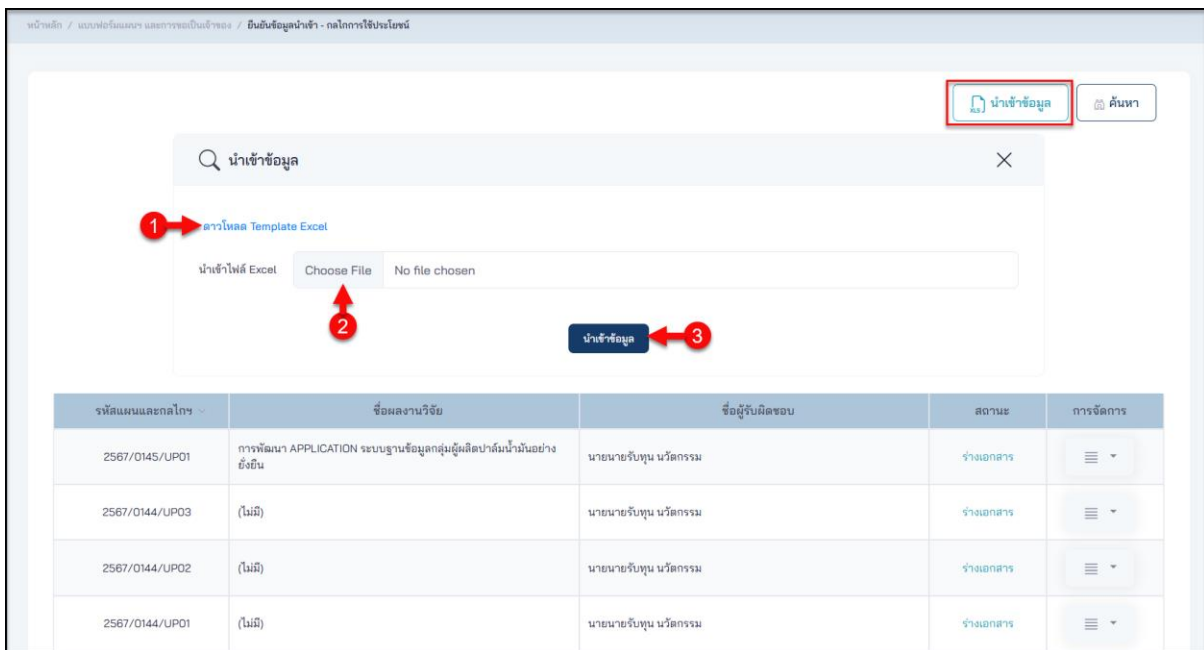 หน้าหลัก / แบบฟอร์มแผนฯ และการขอเป็นเจ้าของ / ยืนยันข้อมูลนำเข้า - กลไกการใช้ประโยชน์
XLS นำเข้าข้อมูล ค้นหา
นำเข้าข้อมูล
1 ดาวโหลด Template Excel
นำเข้าไฟล์ Excel Choose File No file chosen
2
นำเข้าข้อมูล 3
รหัสแผนและกลไกฯ ชื่อผลงานวิจัย ชื่อผู้รับผิดชอบ สถานะ การจัดการ
2567/0145/UP01 การพัฒนา APPLICATION ระบบฐานข้อมูลกลุ่มผู้ผลิตปาล์มน้ำมันอย่าง
ยั่งยืน นายนายรับทุน นวัตกรรม ร่างเอกสาร
2567/0144/UP03 (ไม่มี) นายนายรับทุน นวัตกรรม ร่างเอกสาร
2567/0144/UP02 (ไม่มี) นายนายรับทุน นวัตกรรม ร่างเอกสาร
2567/0144/UP01 (ไม่มี) นายนายรับทุน นวัตกรรม ร่างเอกสาร